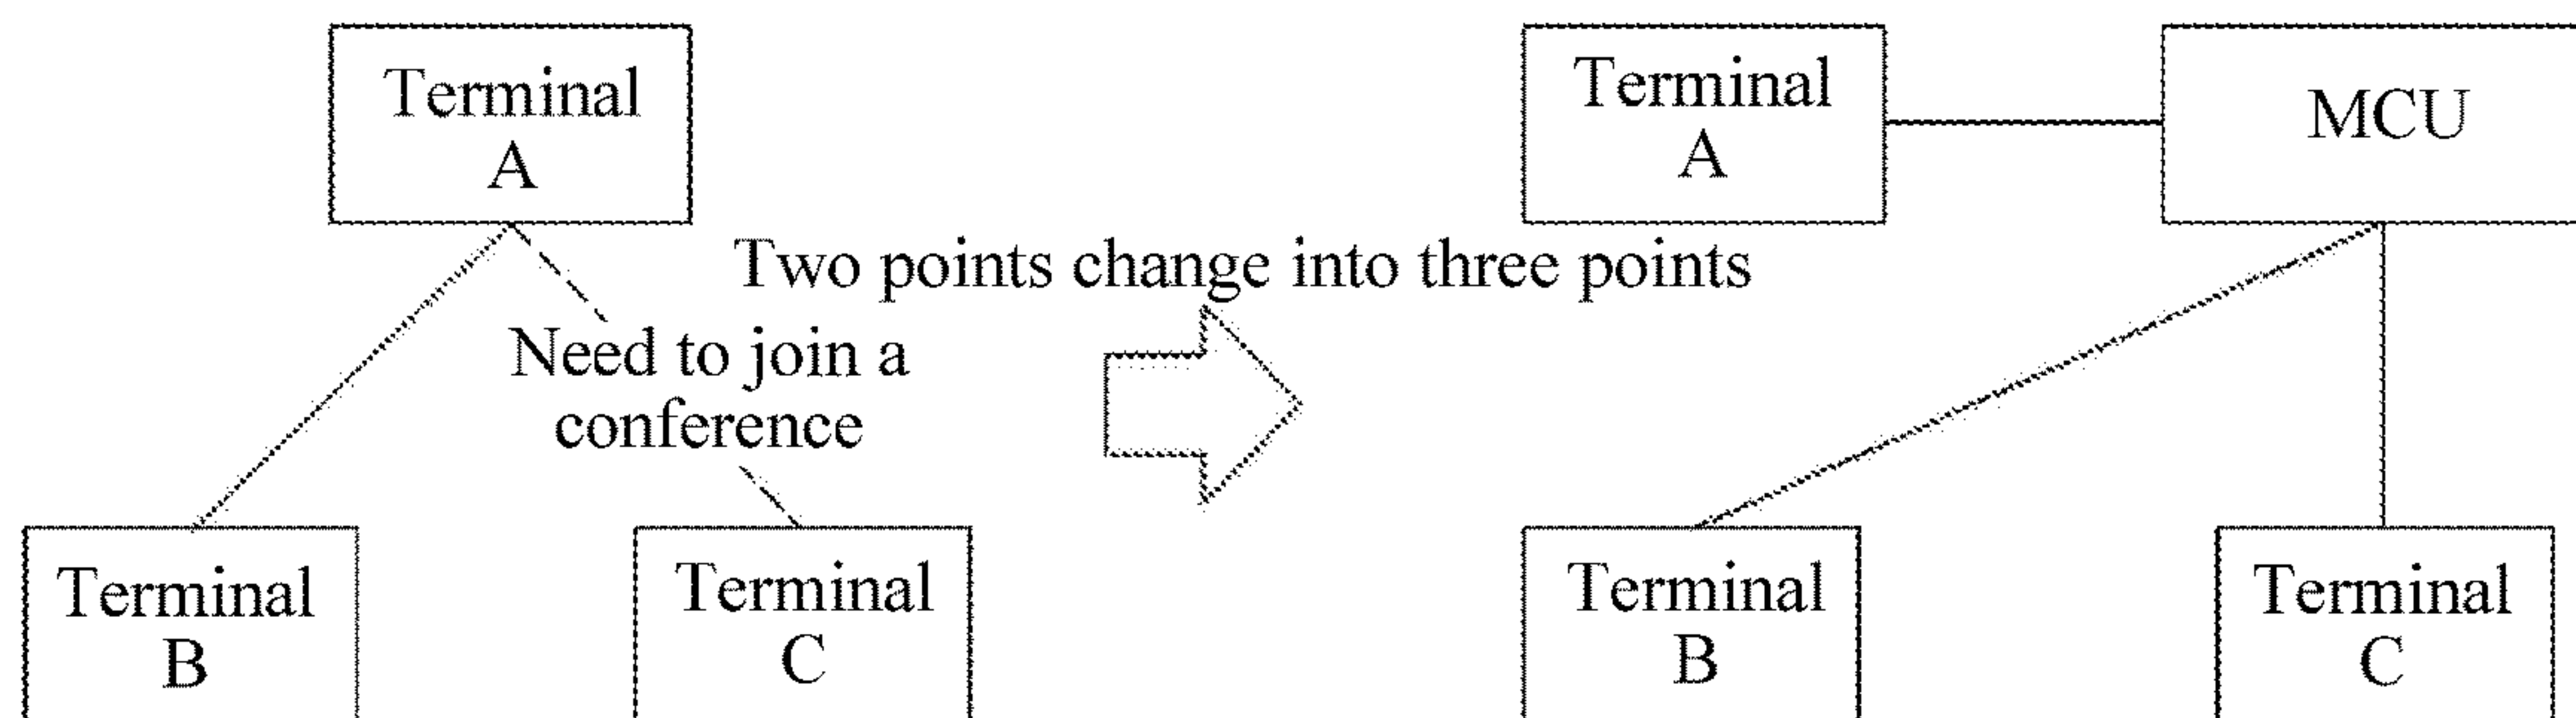 Terminal
A
Terminal
A
MCU
Two points change into three points
Need to join a
conference
Terminal
B
Terminal
C
Terminal
B
Terminal
C